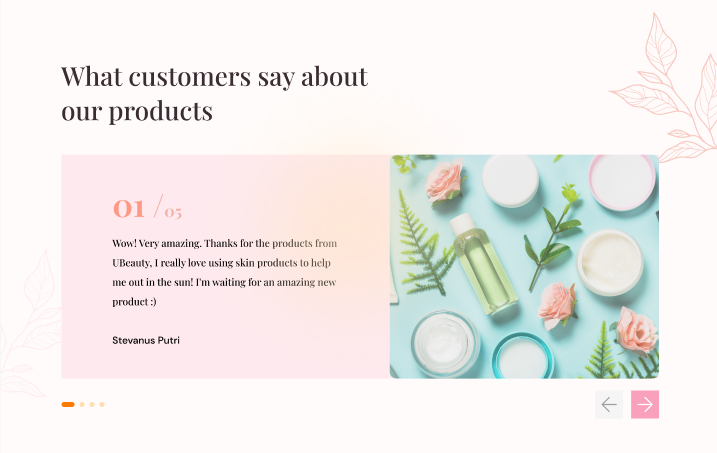 What customers say about
our products
01 /05
Wow! Very amazing. Thanks for the products from
UBeauty, I really love using skin products to help
me out in the sun! I'm waiting for an amazing new
product :)
Stevanus Putri